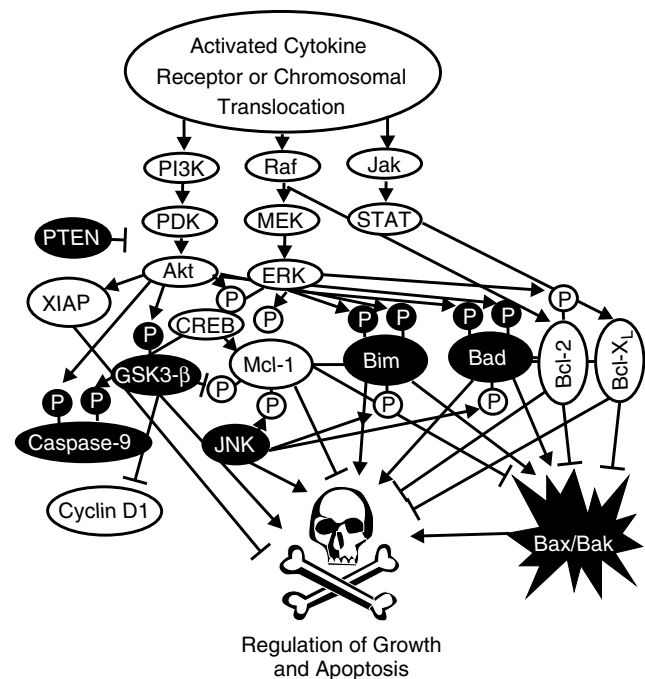 Activated Cytokine
Receptor or Chromosomal
Translocation
PI3K
Raf
Jak
PTEN
PDK
MEK
STAT
Akt
ERK
XIAP
P
P
P
CREB
P
P
P
P
P
P
GSK3-β
Mcl-1
Bim
Bad
Bcl-2
Bcl-XL
P
P
P
P
P
P
Caspase-9
JNK
Cyclin D1
Bax/Bak
Regulation of Growth
and Apoptosis